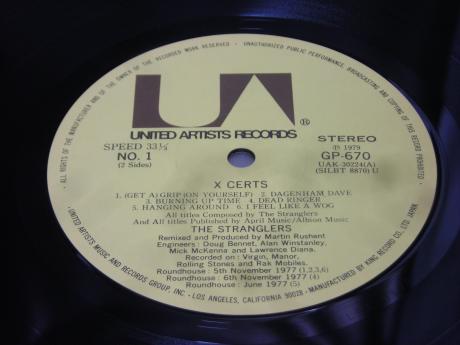 ALL RIGHTS OF THE MANUFACTURER AND OF THE OWNER OF THE RECORDED WORK RESERVED • UNAUTHORIZED PUBLIC PERFORMANCE, BROADCASTING AND COPYING OF THIS RECORD PROHIBITED
UA®
UNITED ARTISTS RECORDS
SPEED 33⅓
NO. 1
(2 Sides)
STEREO
Ⓟ 1979
GP-670
UAK-30224(A)
(SILBT 8870) U
X CERTS
1. (GET A) GRIP (ON YOURSELF) 2. DAGENHAM DAVE
3. BURNING UP TIME 4. DEAD RINGER
5. HANGING AROUND 6. I FEEL LIKE A WOG
All titles Composed by The Stranglers
And All titles Published by April Music/Albion Music
THE STRANGLERS
Remixed and Produced by Martin Rushent
Engineers: Doug Bennet, Alan Winstanley,
Mick McKenna and Lawrence Diana.
Recorded on: Virgin, Manor,
Rolling Stones and Rak Mobiles.
Roundhouse: 5th November 1977 (1,2,3,6)
Roundhouse: 6th November 1977 (4)
Roundhouse: June 1977 (5)
UNITED ARTISTS MUSIC AND RECORDS GROUP, INC. • LOS ANGELES, CALIFORNIA 90028 • MANUFACTURED BY KING RECORD CO., LTD. JAPAN